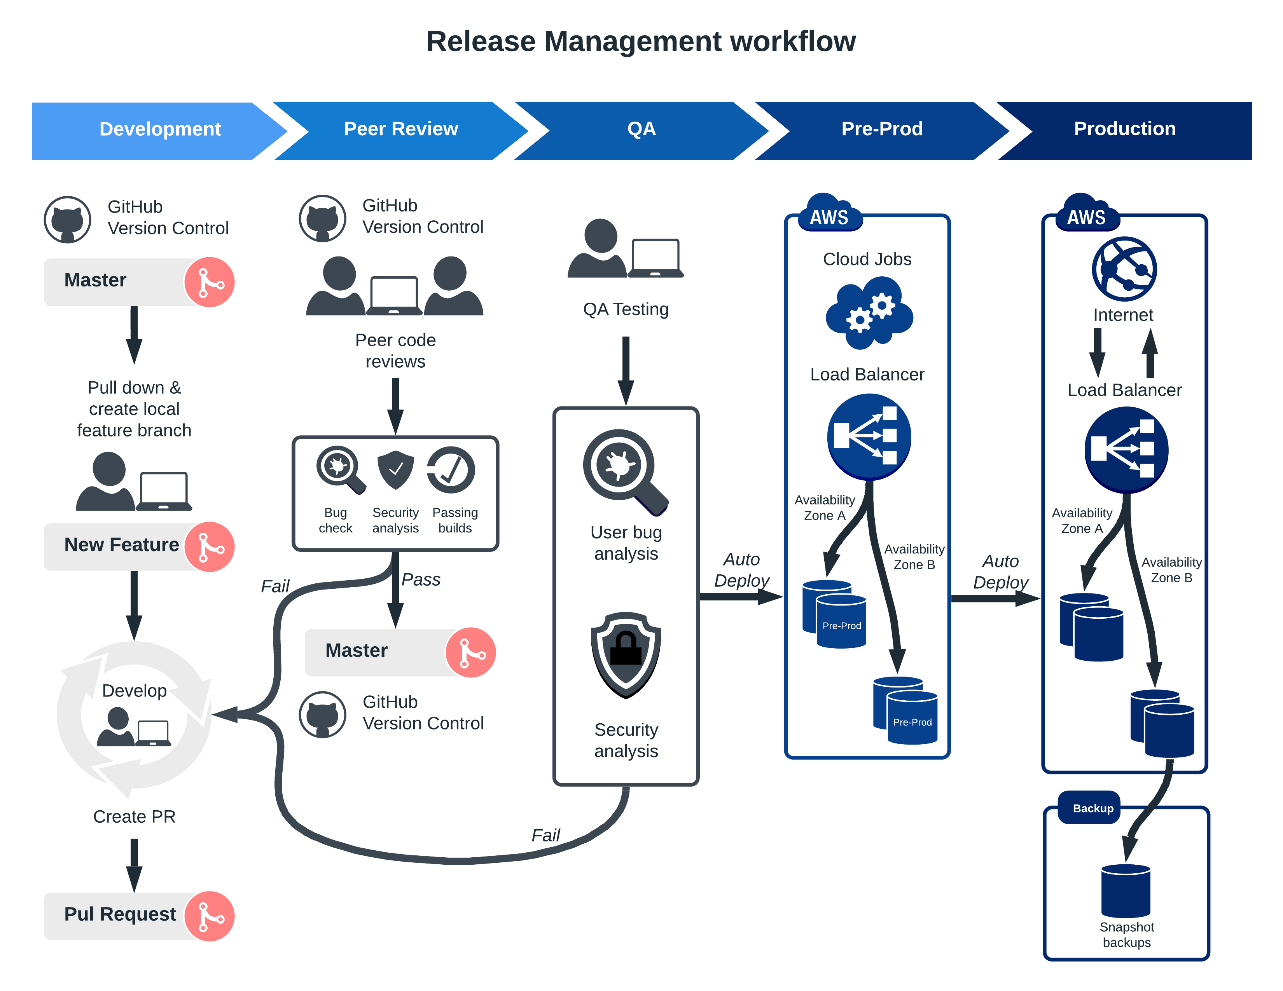 Release Management workflow
Development
Peer Review
QA
Pre-Prod
Production
GitHub
Version Control
Master
Pull down &
create local
feature branch
New Feature
Develop
Create PR
Pul Request
GitHub
Version Control
Peer code
reviews
Bug
check
Security
analysis
Passing
builds
Fail
Pass
Master
GitHub
Version Control
QA Testing
User bug
analysis
Security
analysis
Fail
Auto
Deploy
AWS
Cloud Jobs
Load Balancer
Availability
Zone A
Availability
Zone B
Pre-Prod
Pre-Prod
Auto
Deploy
AWS
Internet
Load Balancer
Availability
Zone A
Availability
Zone B
Backup
Snapshot
backups